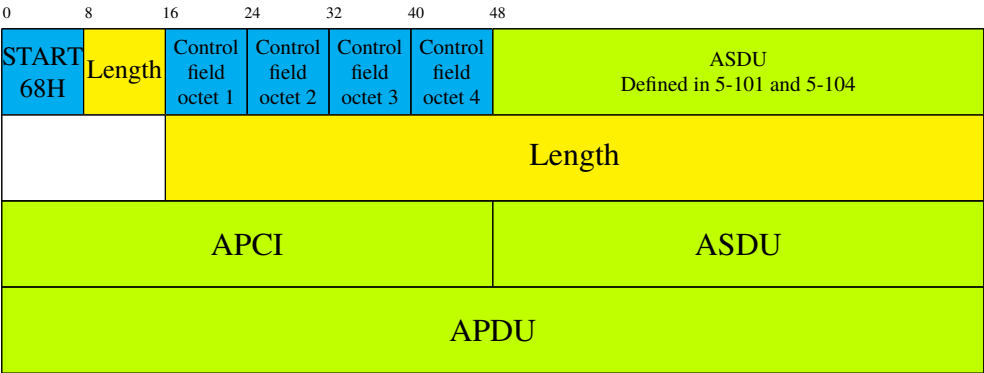 0 8 16 24 32 40 48
START
68H
Length
Control
field
octet 1
Control
field
octet 2
Control
field
octet 3
Control
field
octet 4
ASDU
Defined in 5-101 and 5-104
Length
APCI
ASDU
APDU